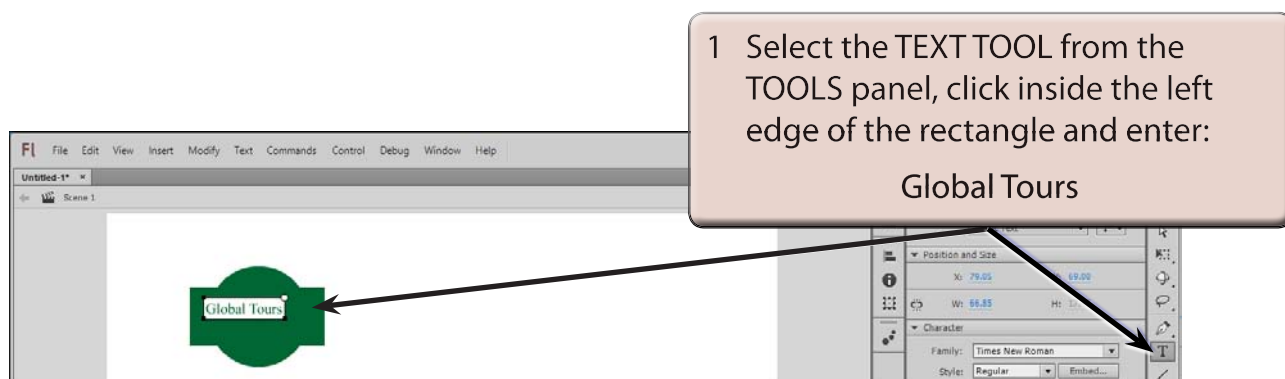 1 Select the TEXT TOOL from the
TOOLS panel, click inside the left
edge of the rectangle and enter:
Global Tours
Fl File Edit View Insert Modify Text Commands Control Debug Window Help
Untitled-1* ×
Scene 1
Text
Position and Size
X: 79.05 69.00
W: 66.85 H:
Global Tours
Character
Family: Times New Roman
T
Style: Regular Embed...